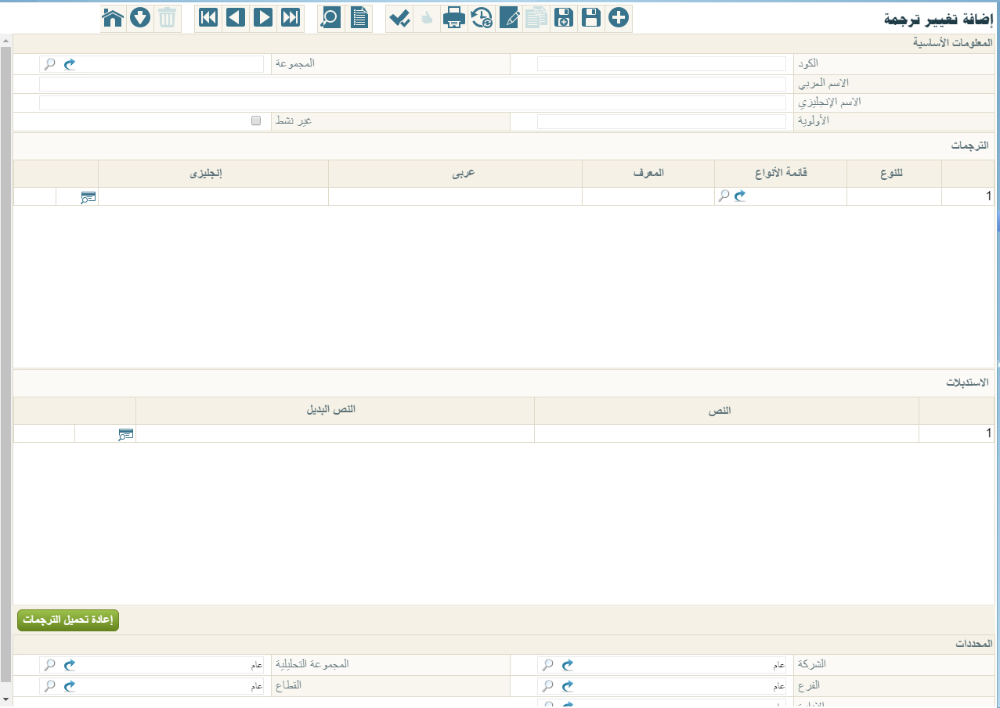 إضافة تغيير ترجمة
المعلومات الأساسية
الكود
المجموعة
الاسم العربي
الاسم الإنجليزي
الأولوية
غير نشط
الترجمات
للنوع
قائمة الأنواع
المعرف
عربى
إنجليزى
1
الاستدبلات
النص
النص البديل
1
إعادة تحميل الترجمات
المحددات
الشركة
عام
المجموعة التحليلية
عام
الفرع
عام
القطاع
عام